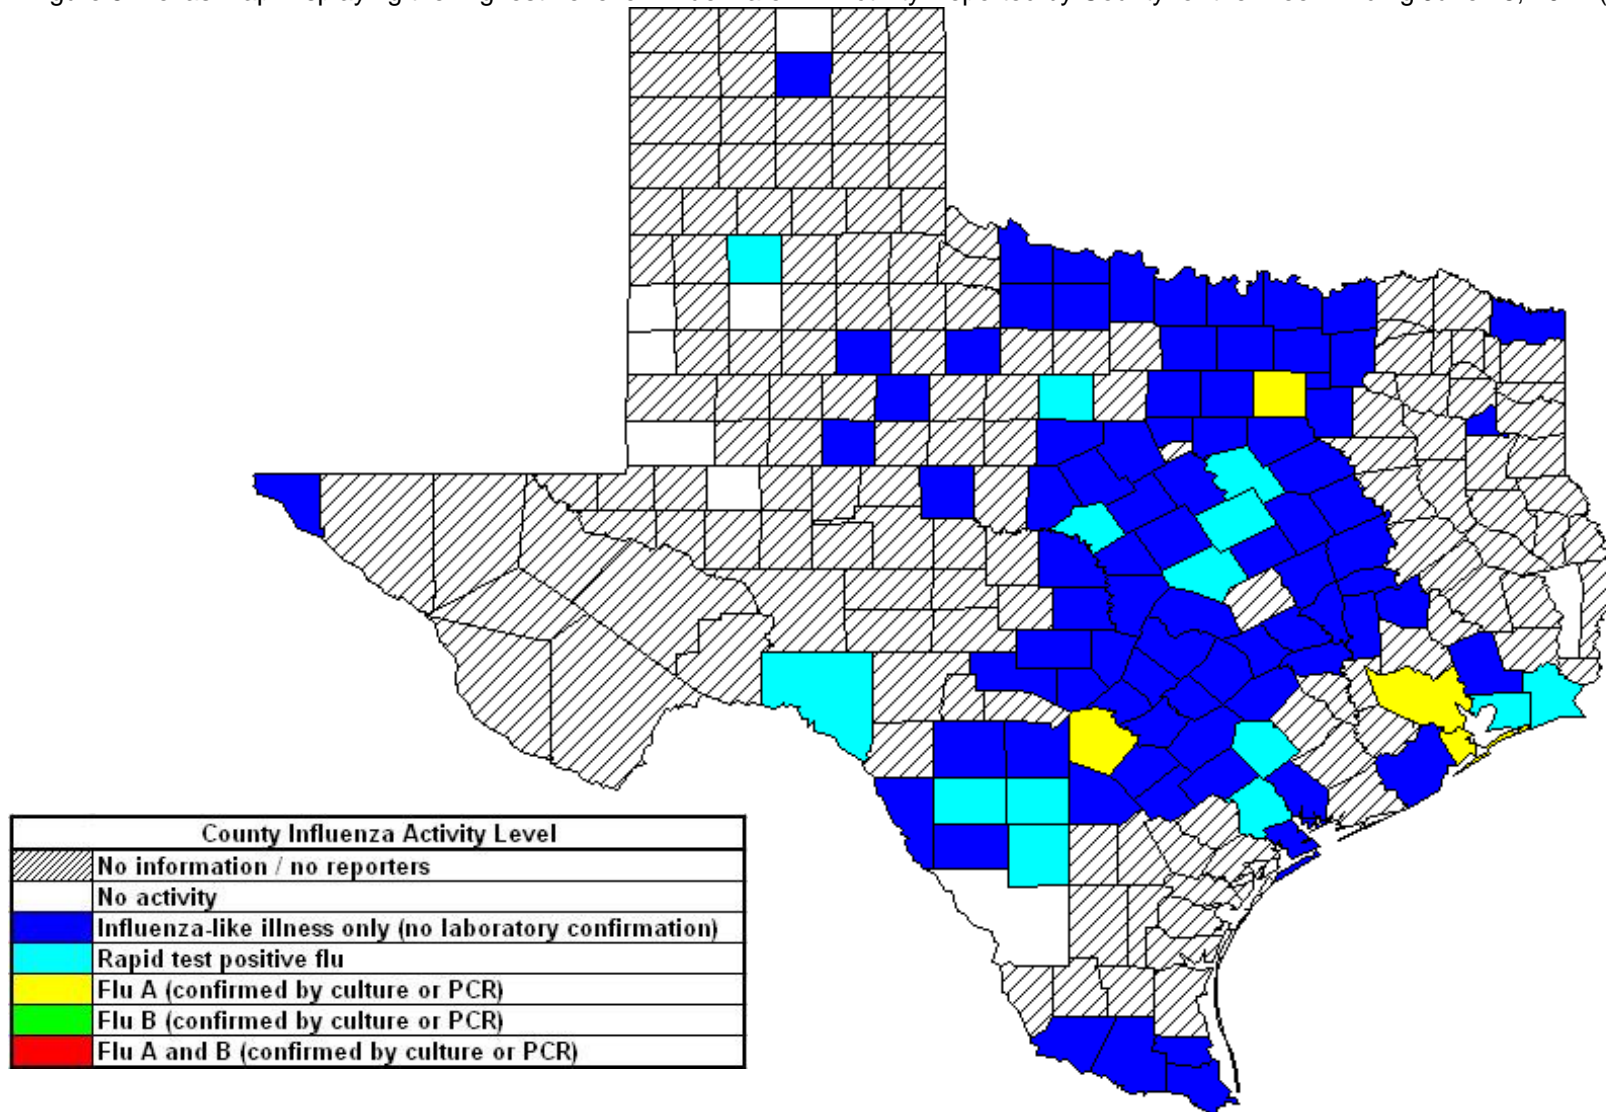 County Influenza Activity Level
No information / no reporters
No activity
Influenza-like illness only (no laboratory confirmation)
Rapid test positive flu
Flu A (confirmed by culture or PCR)
Flu B (confirmed by culture or PCR)
Flu A and B (confirmed by culture or PCR)